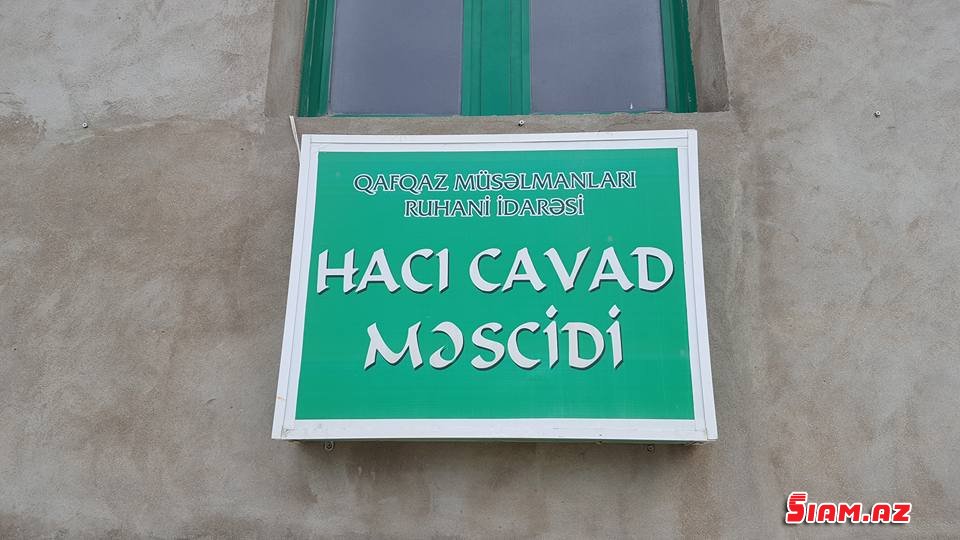 QAFQAZ MÜSƏLMANLARI
RUHANİ İDARƏSİ
HACI CAVAD
MƏSCİDİ
SIAM.AZ